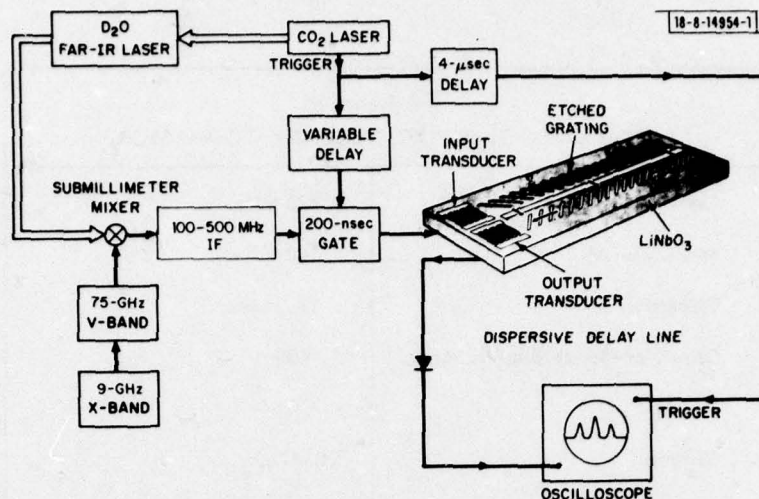 18-8-14954-1
D₂O
FAR-IR LASER
CO₂ LASER
TRIGGER
4-μsec
DELAY
VARIABLE
DELAY
INPUT
TRANSDUCER
ETCHED
GRATING
SUBMILLIMETER
MIXER
100-500 MHz
IF
200-nsec
GATE
LiNbO₃
OUTPUT
TRANSDUCER
75-GHz
V-BAND
DISPERSIVE DELAY LINE
9-GHz
X-BAND
TRIGGER
OSCILLOSCOPE